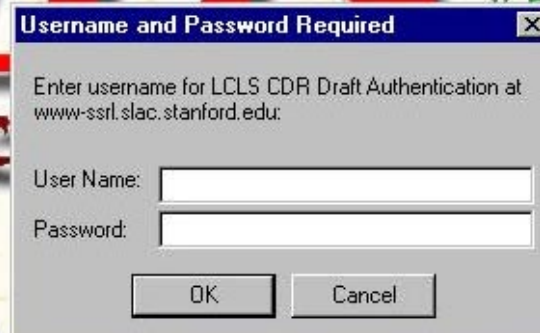 Username and Password Required
Enter username for LCLS CDR Draft Authentication at
www-ssrl.slac.stanford.edu:
User Name:
Password:
OK
Cancel